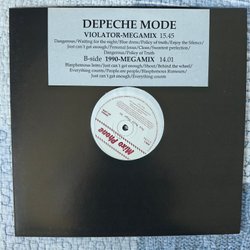 DEPECHE MODE
VIOLATOR-MEGAMIX 15.45
Dangerous/Waiting for the night/Blue dress/Policy of truth/Enjoy the Silence/
Just can't get enough/Personal Jesus/Clean/Sweetest perfection/
Dangerous/Policy of Truth
B-side 1990-MEGAMIX 14.01
Blasphemous lenro/Just can't get enough/Shout/Behind the wheel/
Everything counts/People are people/Blasphemous Rumours/
Just can't get enough/Everything counts
Mixo Phone